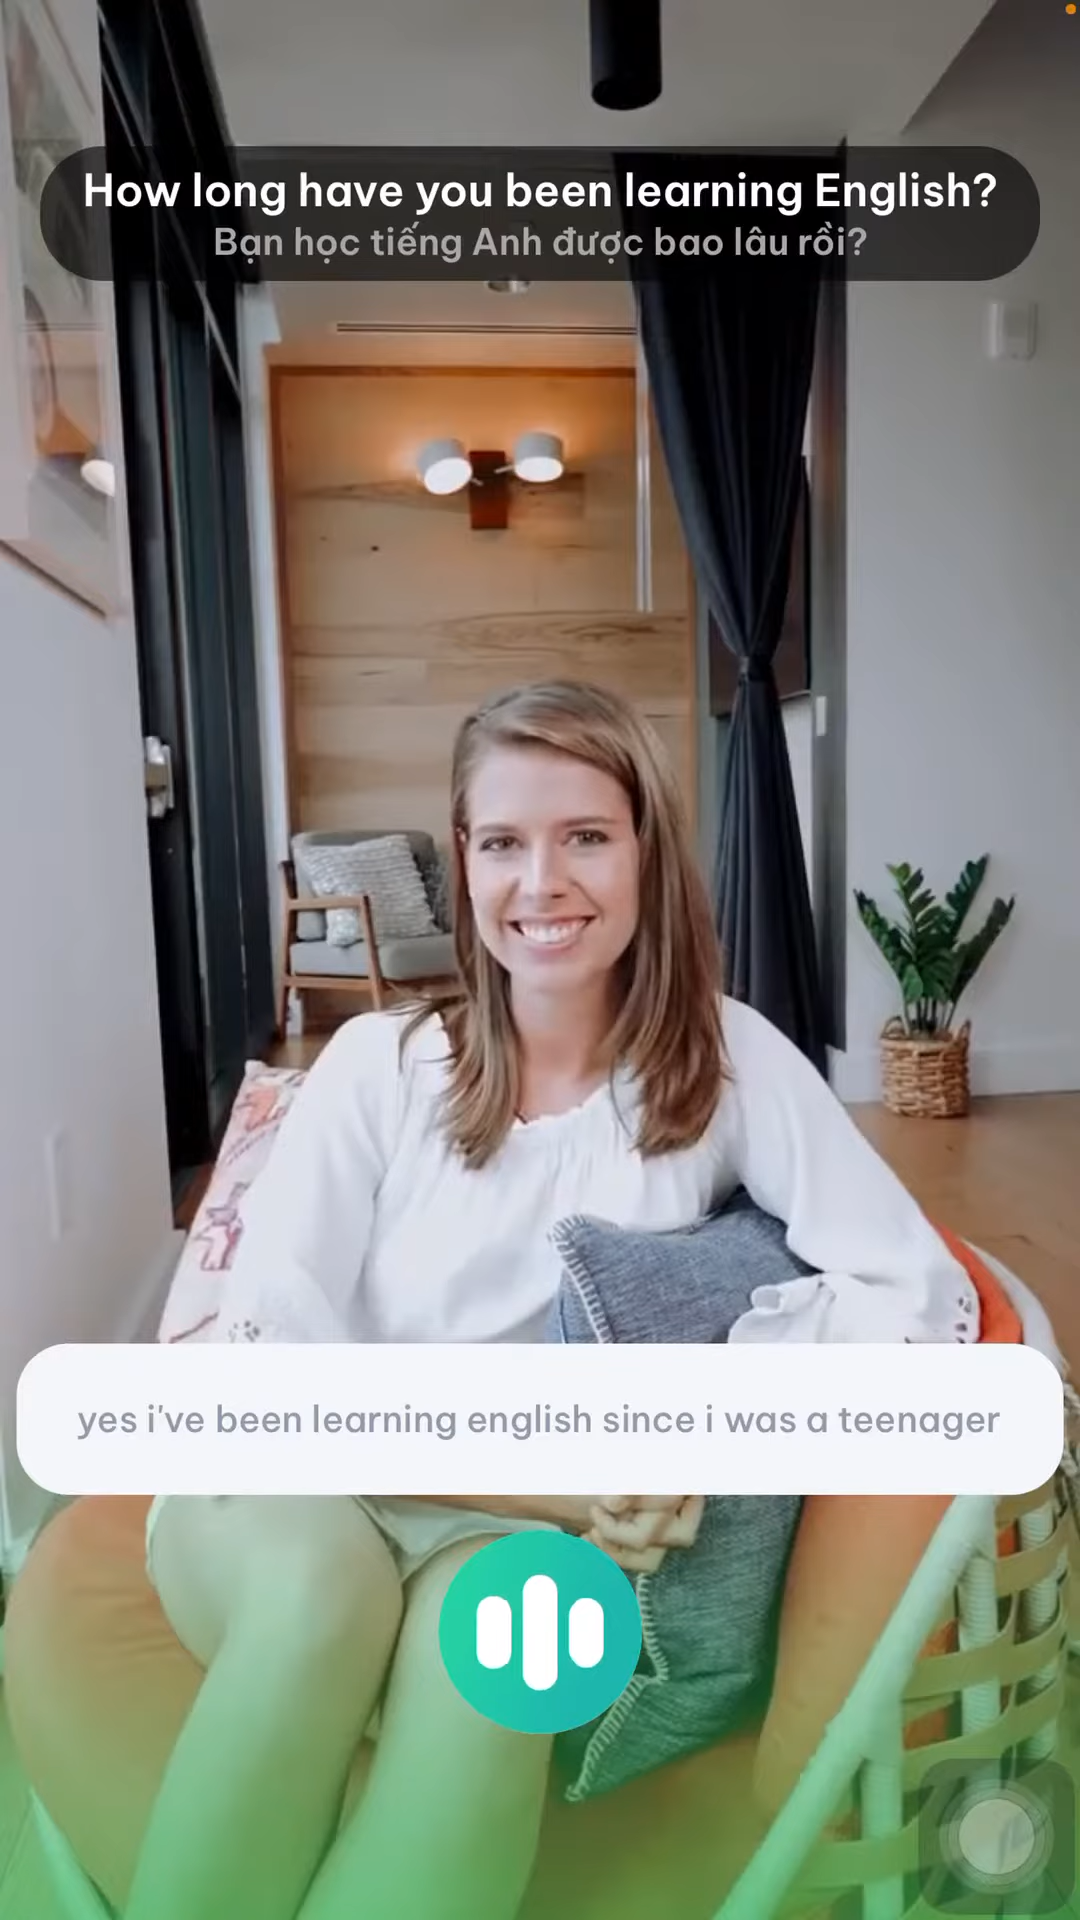 How long have you been learning English?
Bạn học tiếng Anh được bao lâu rồi?
yes i've been learning english since i was a teenager